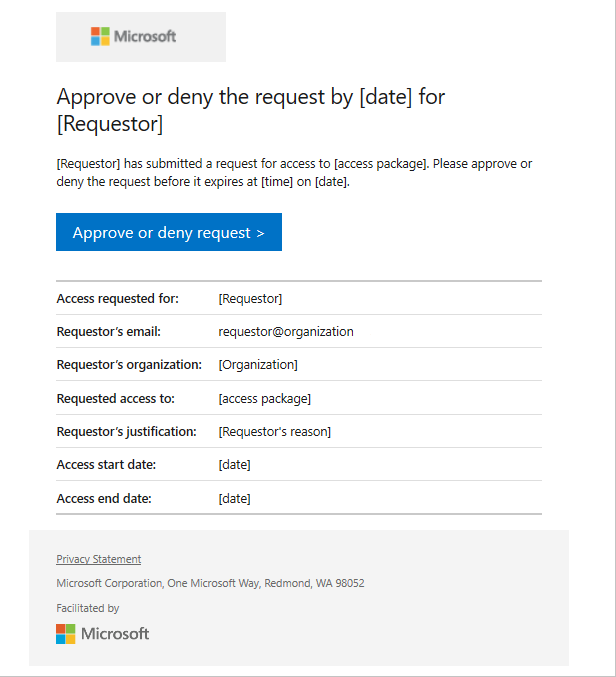 Microsoft
Approve or deny the request by [date] for
[Requestor]
[Requestor] has submitted a request for access to [access package]. Please approve or
deny the request before it expires at [time] on [date].
Approve or deny request >
Access requested for: [Requestor]
Requestor’s email: requestor@organization
Requestor’s organization: [Organization]
Requested access to: [access package]
Requestor’s justification: [Requestor's reason]
Access start date: [date]
Access end date: [date]
Privacy Statement
Microsoft Corporation, One Microsoft Way, Redmond, WA 98052
Facilitated by
Microsoft